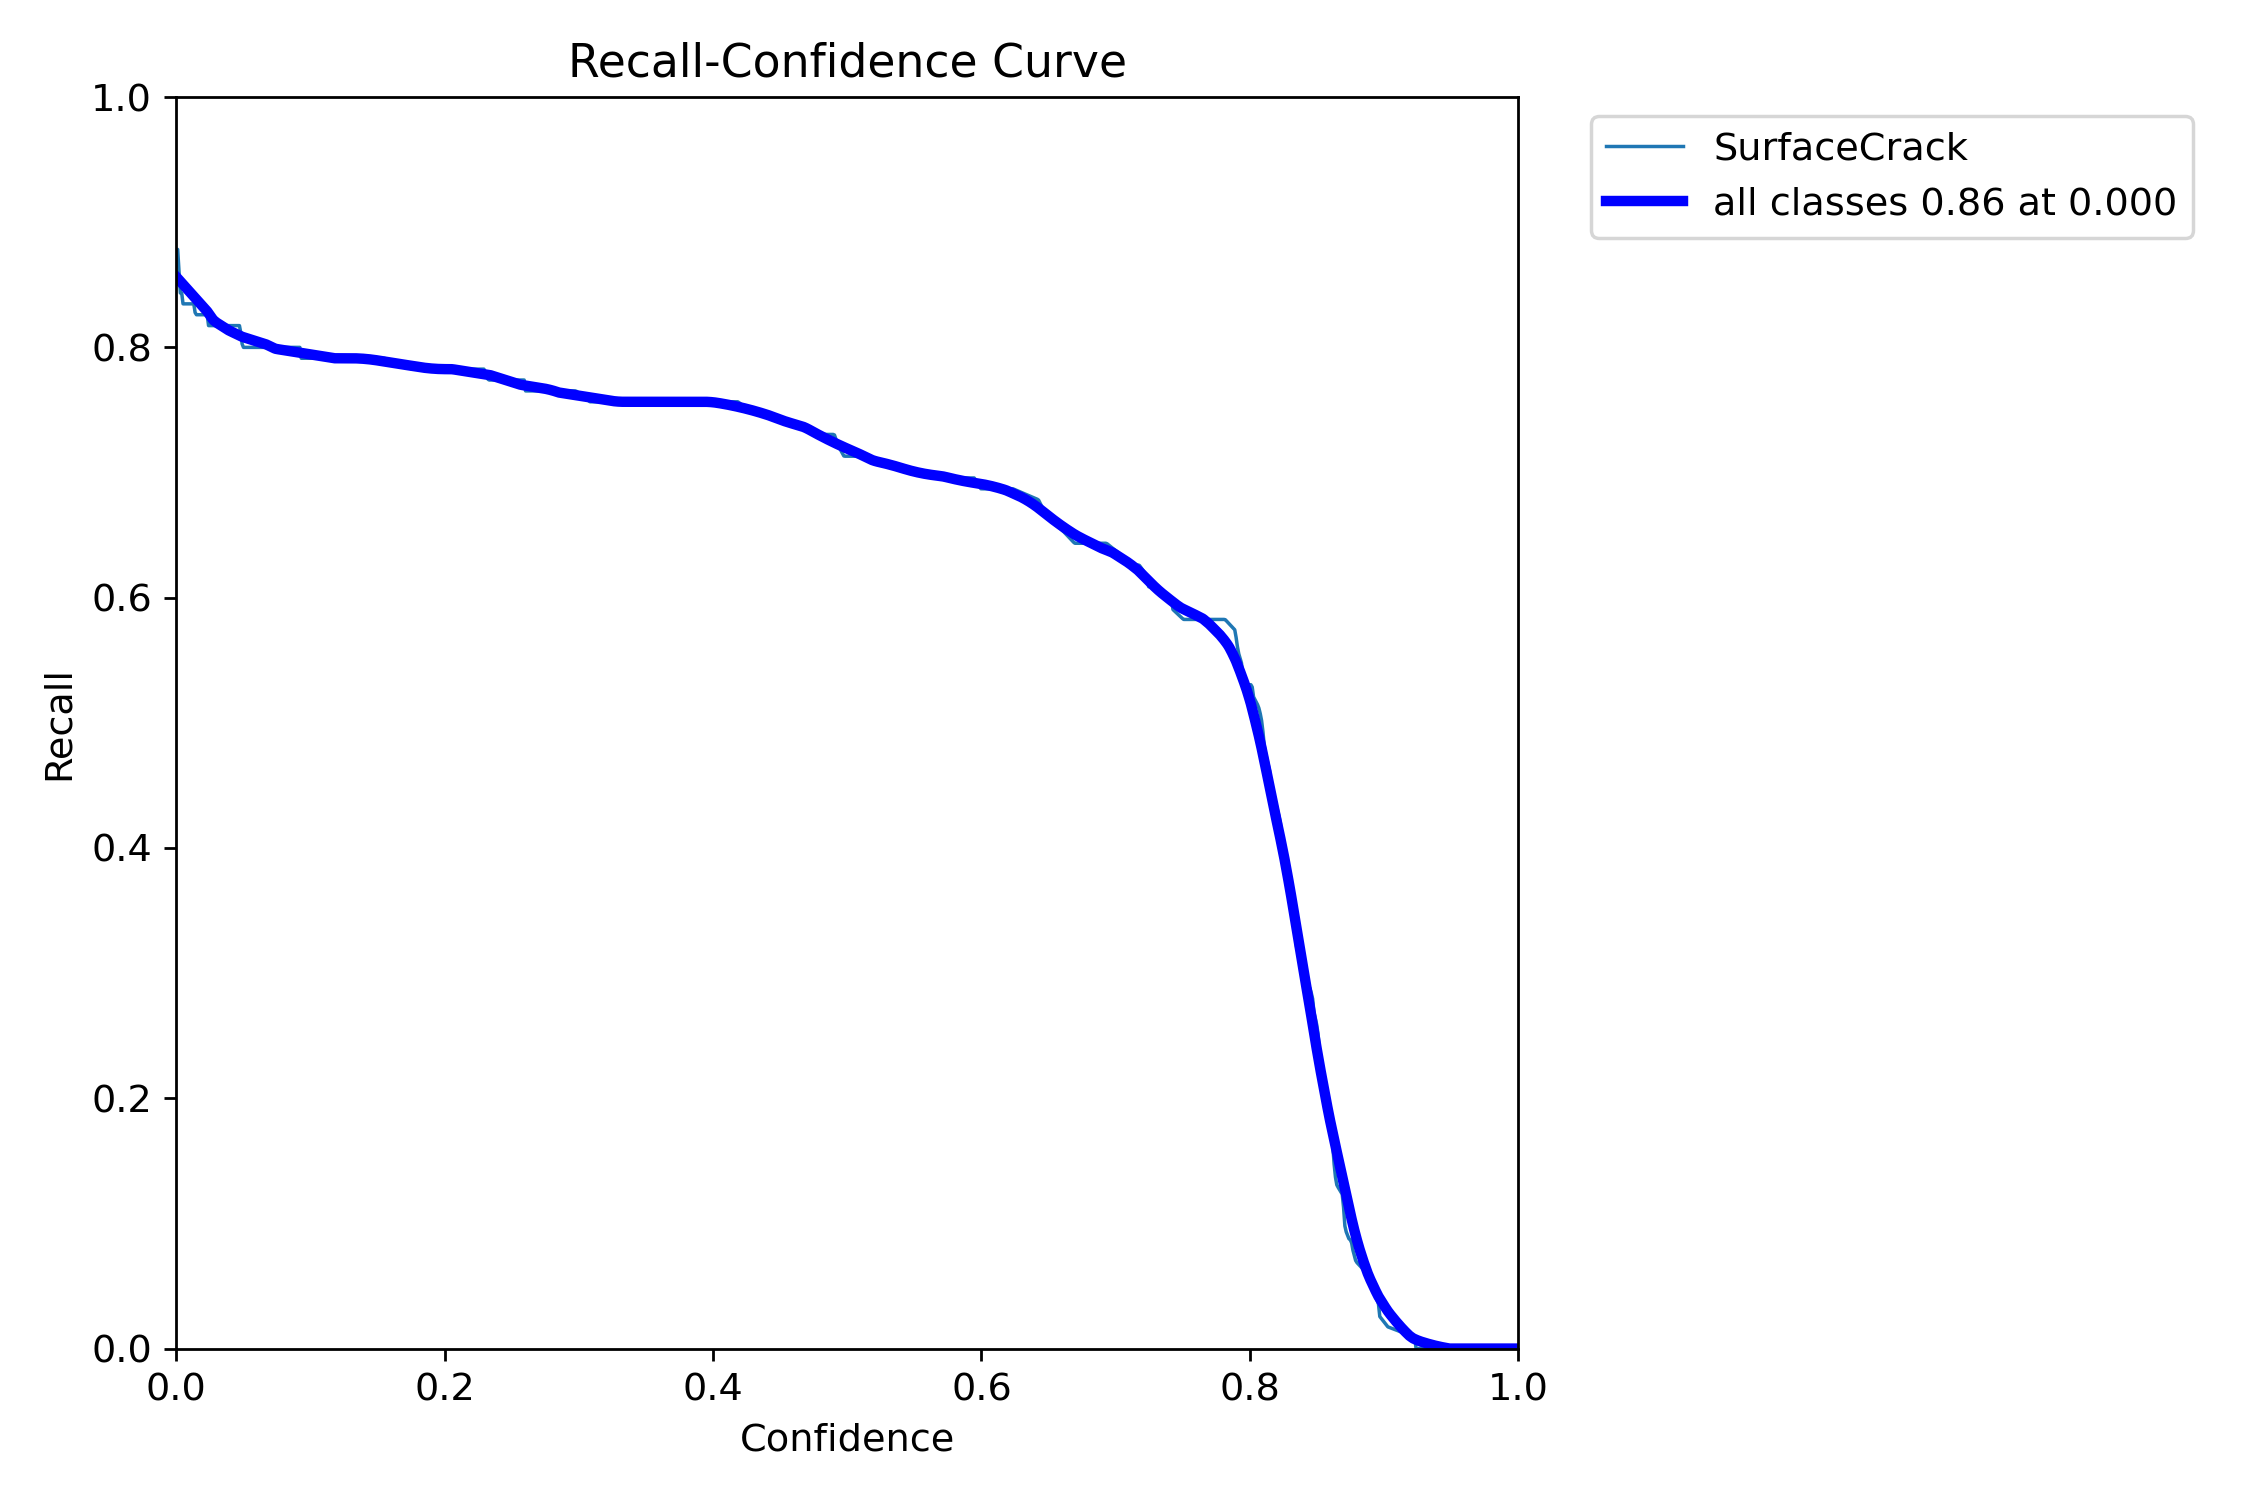 Recall-Confidence Curve
1.0
0.8
0.6
0.4
0.2
0.0
Recall
0.0 0.2 0.4 0.6 0.8 1.0
Confidence
SurfaceCrack
all classes 0.86 at 0.000